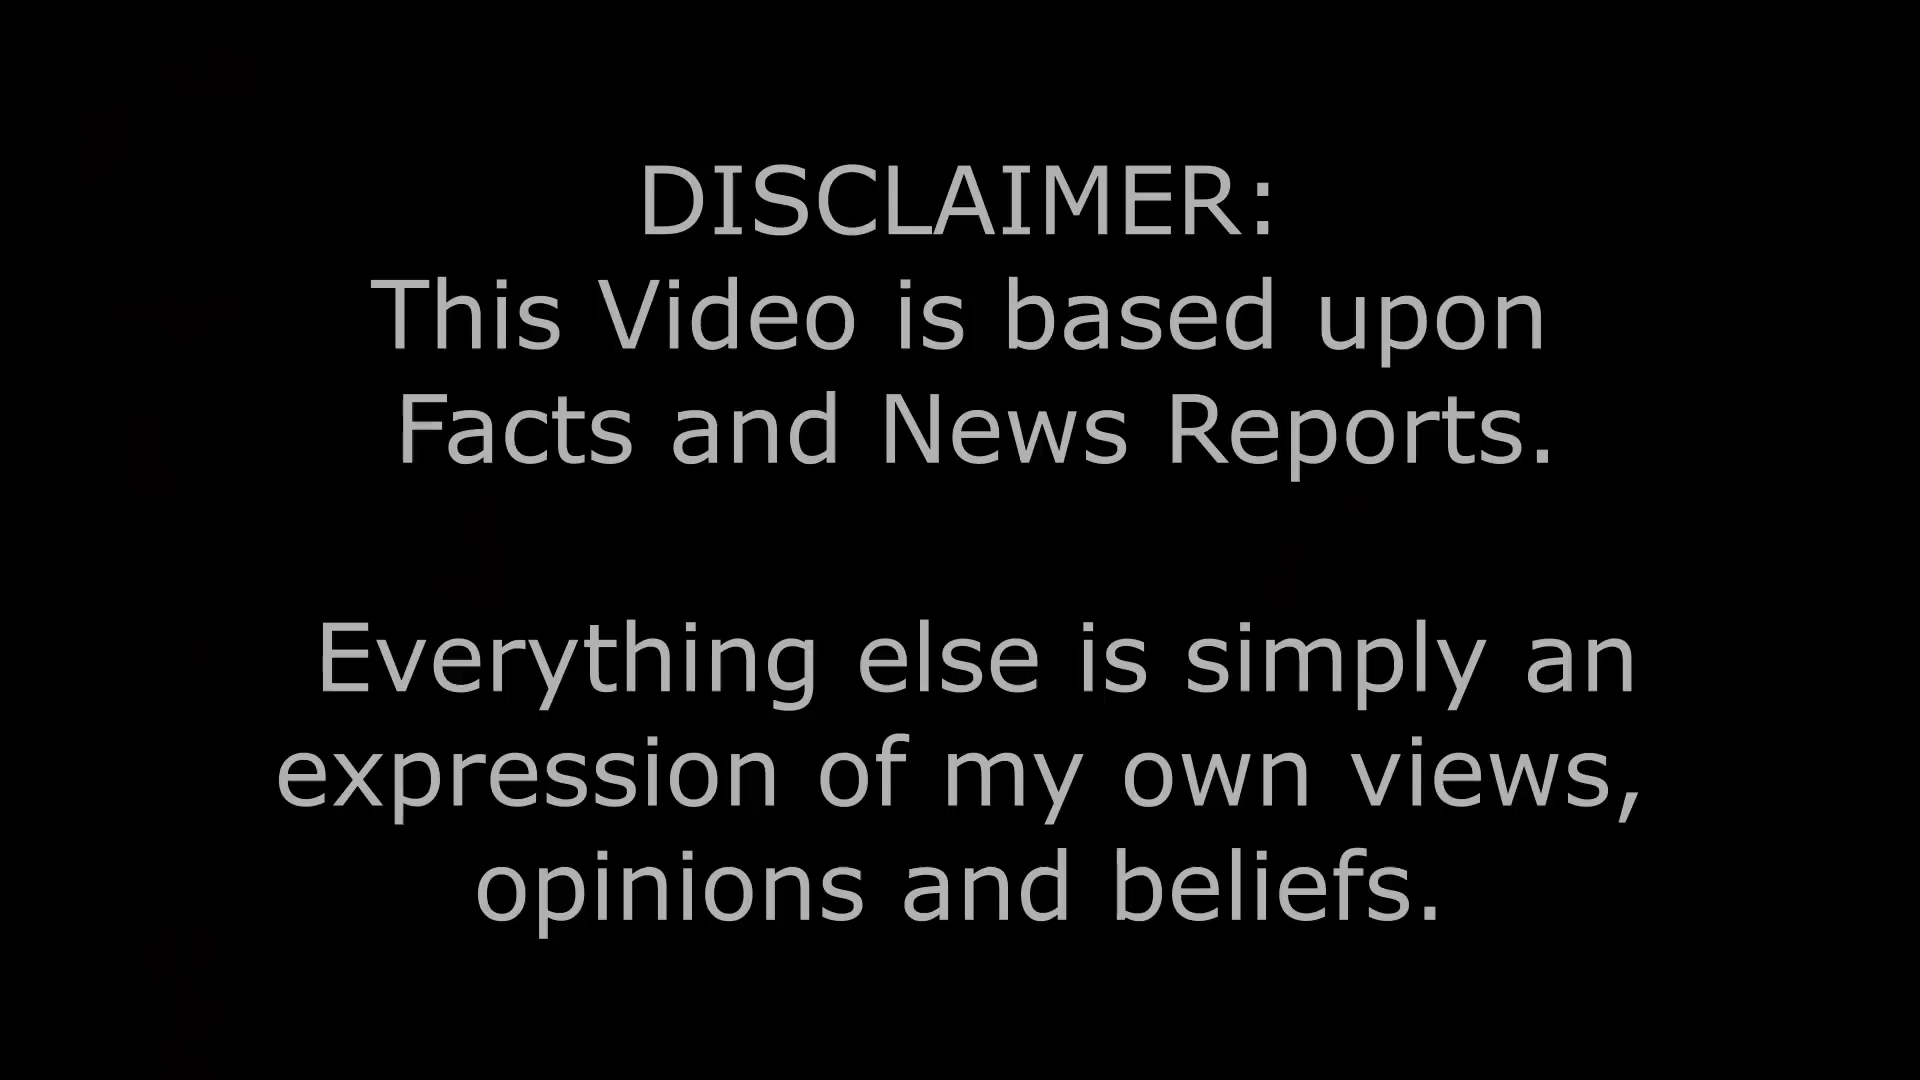 DISCLAIMER:
This Video is based upon
Facts and News Reports.
Everything else is simply an
expression of my own views,
opinions and beliefs.